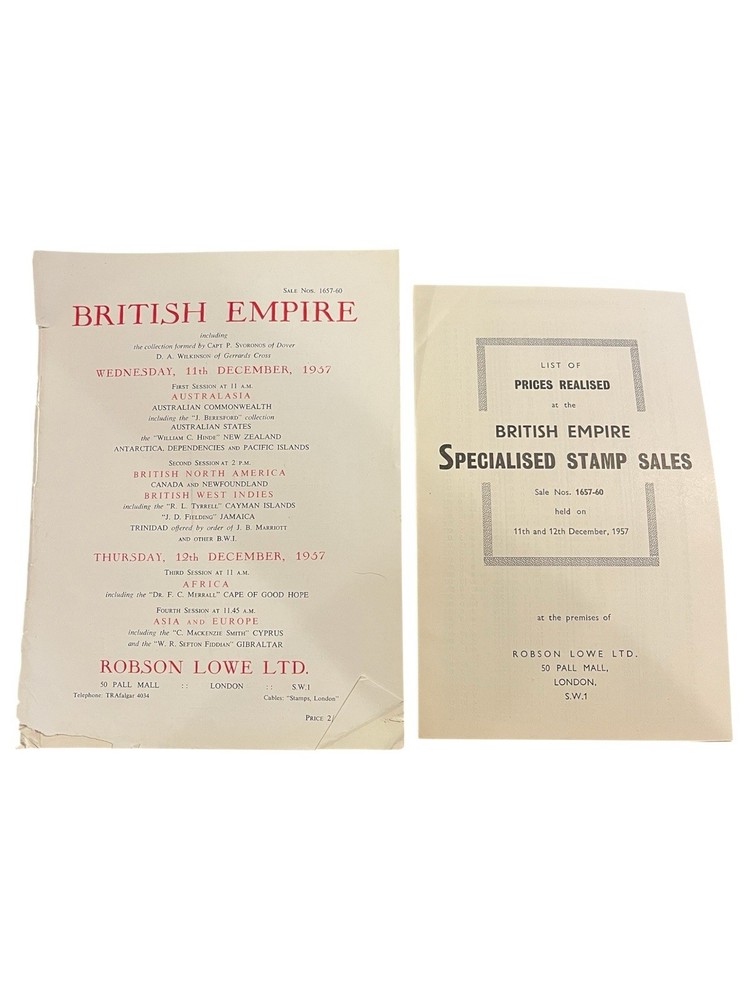 SALE NOS. 1657-60
BRITISH EMPIRE
including
the collection formed by CAPT P. SVORONOS of Dover
D. A. WILKINSON of Gerrards Cross
WEDNESDAY, 11th DECEMBER, 1957
FIRST SESSION AT 11 A.M.
AUSTRALASIA
AUSTRALIAN COMMONWEALTH
including the "J. BERESFORD" collection
AUSTRALIAN STATES
the "WILLIAM C. HINDE" NEW ZEALAND
ANTARCTICA, DEPENDENCIES AND PACIFIC ISLANDS
SECOND SESSION AT 2 P.M.
BRITISH NORTH AMERICA
CANADA AND NEWFOUNDLAND
BRITISH WEST INDIES
including the "R. L. TYRELL" CAYMAN ISLANDS
"J. D. FIELDING" JAMAICA
TRINIDAD offered by order of J. B. MARRIOTT
AND OTHER B.W.I.
THURSDAY, 12th DECEMBER, 1957
THIRD SESSION AT 11 A.M.
AFRICA
including the "DR. F. C. MERRALL" CAPE OF GOOD HOPE
FOURTH SESSION AT 11.45 A.M.
ASIA AND EUROPE
including the "C. MACKENZIE SMITH" CYPRUS
and the "W. R. SEFTON FIDDIAN" GIBRALTAR
ROBSON LOWE LTD.
50 PALL MALL :: LONDON :: S.W.1
Telephone TRAfalgar 4034 Cables: "Stamps, London"
PRICE 2/
LIST OF
PRICES REALISED
at the
BRITISH EMPIRE
SPECIALISED STAMP SALES
Sale Nos. 1657-60
held on
11th and 12th December, 1957
at the premises of
ROBSON LOWE LTD.
50 PALL MALL,
LONDON,
S.W.1